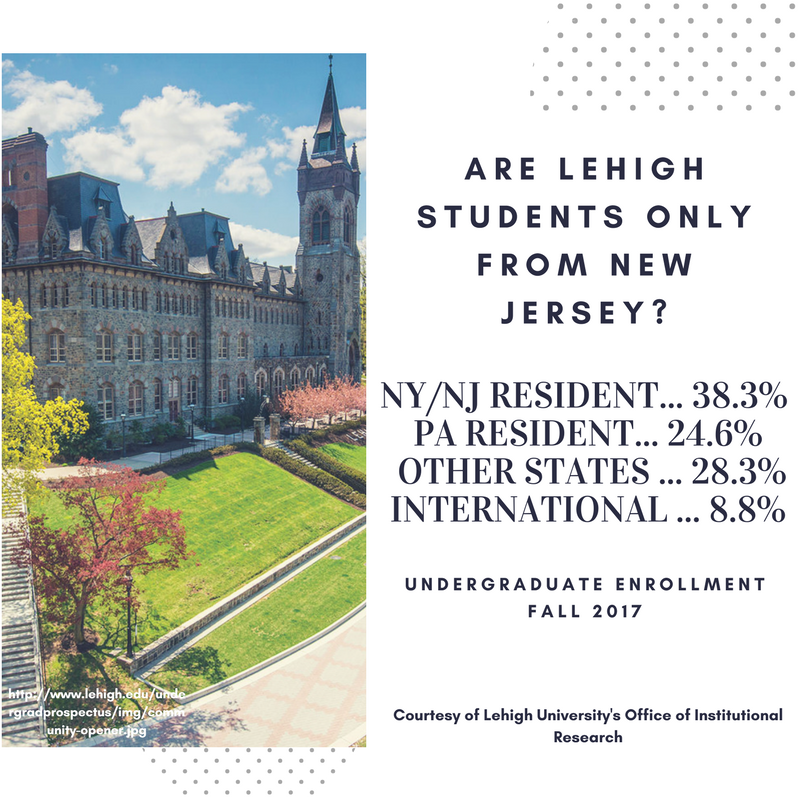 ARE LEHIGH
STUDENTS ONLY
FROM NEW
JERSEY?
NY/NJ RESIDENT... 38.3%
PA RESIDENT... 24.6%
OTHER STATES ... 28.3%
INTERNATIONAL ... 8.8%
UNDERGRADUATE ENROLLMENT
FALL 2017
http://www.lehigh.edu/unde
rgradprospectus/img/comm
unity-opener.jpg
Courtesy of Lehigh University's Office of Institutional
Research